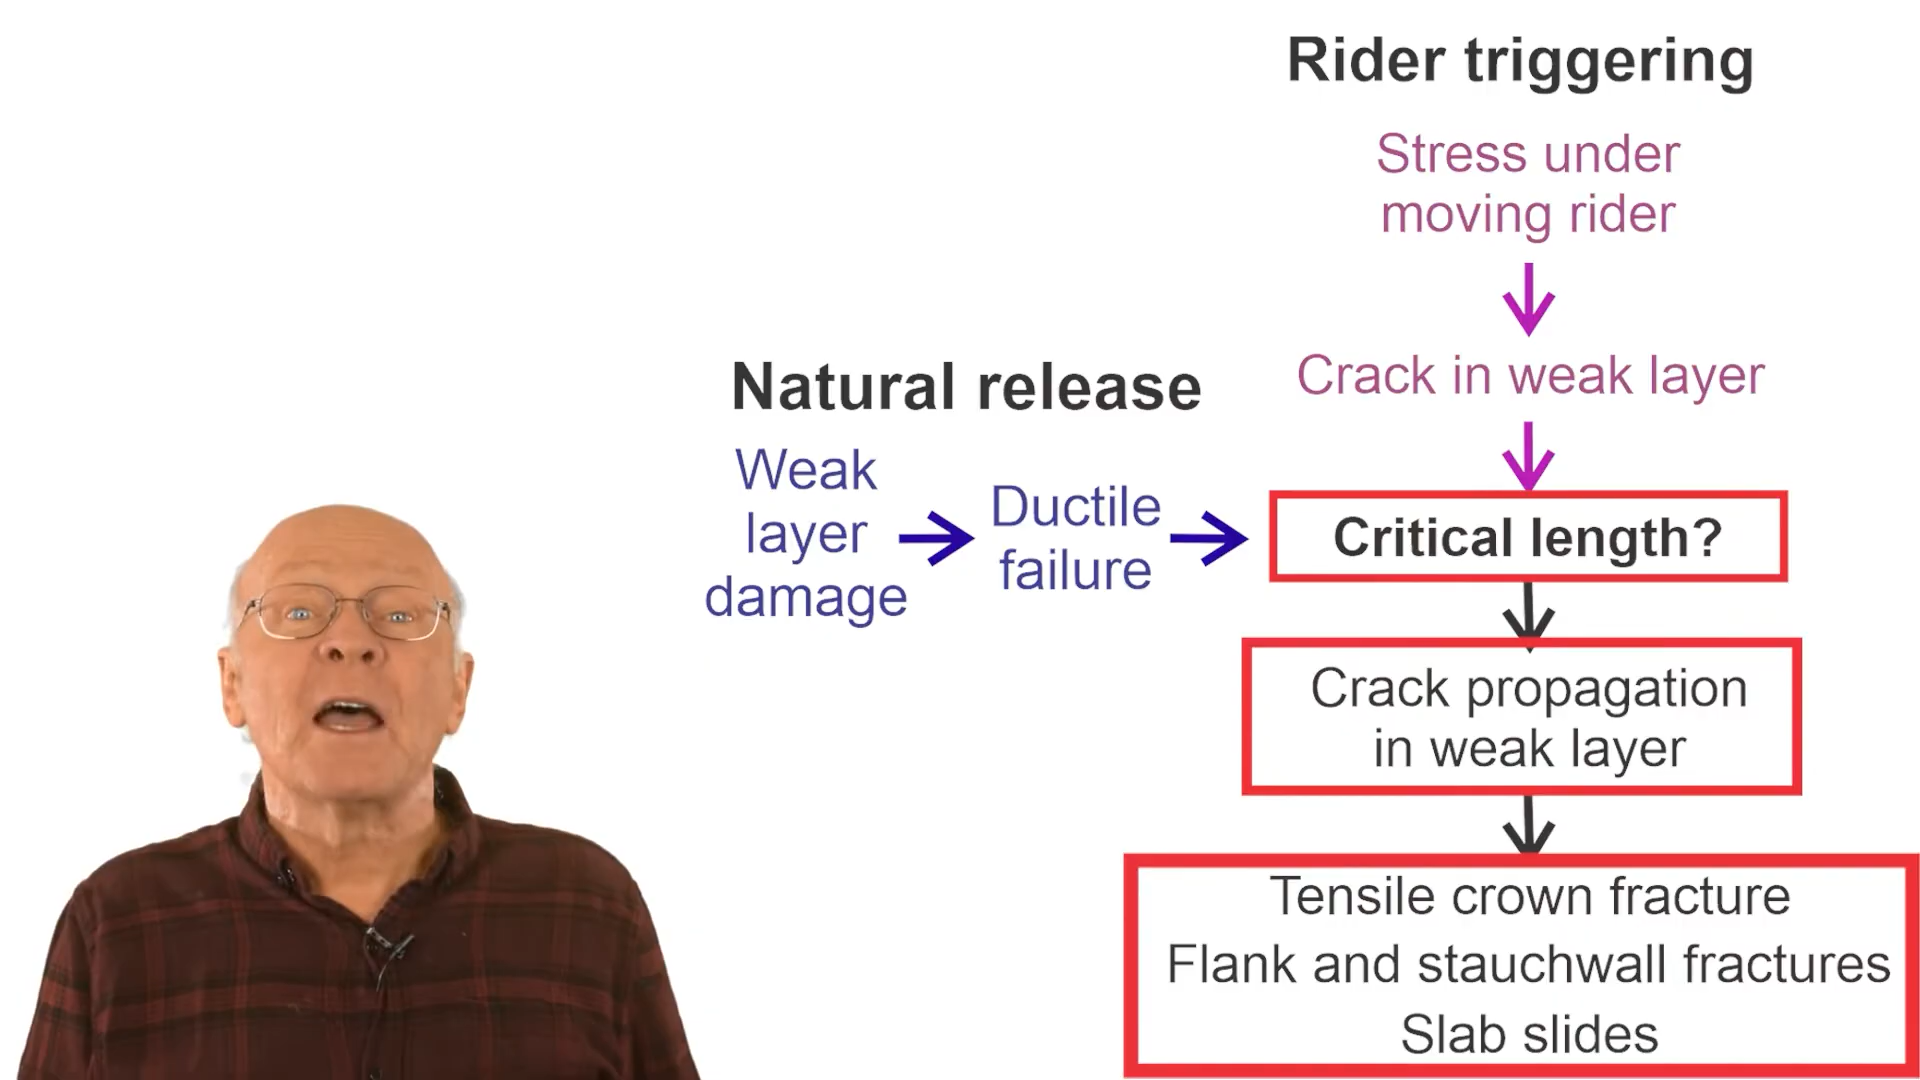 Rider triggering
Stress under
moving rider
Crack in weak layer
Natural release
Weak
layer
damage
Ductile
failure
Critical length?
Crack propagation
in weak layer
Tensile crown fracture
Flank and stauchwall fractures
Slab slides